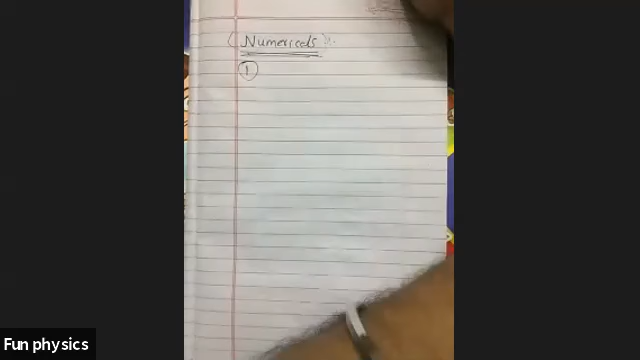 (Numericals)
①
Fun physics